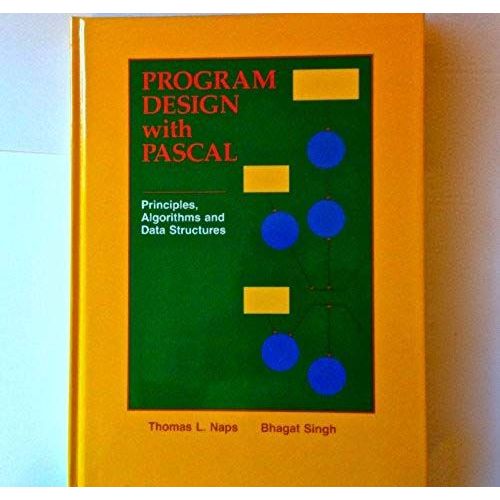 PROGRAM
DESIGN
with
PASCAL
Principles,
Algorithms and
Data Structures
Thomas L. Naps Bhagat Singh